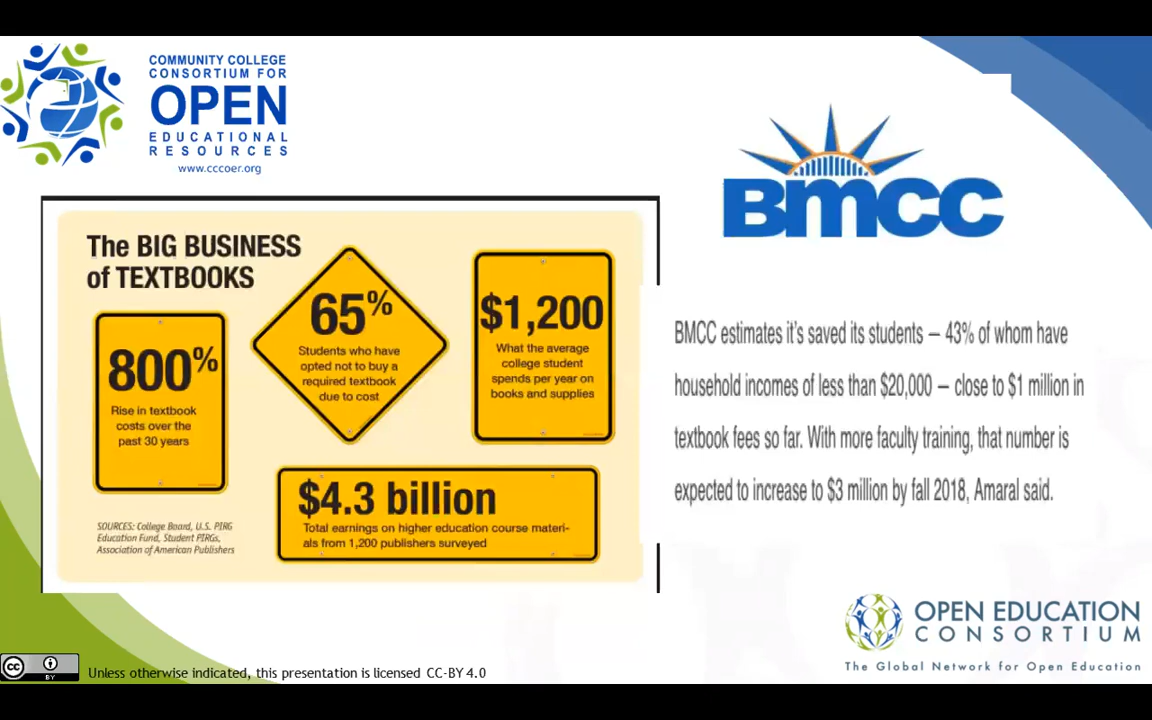 COMMUNITY COLLEGE
CONSORTIUM FOR
OPEN
EDUCATIONAL
RESOURCES
www.cccoer.org
BMCC
The BIG BUSINESS
of TEXTBOOKS
800%
Rise in textbook
costs over the
past 30 years
65%
Students who have
opted not to buy a
required textbook
due to cost
$1,200
What the average
college student
spends per year on
books and supplies
$4.3 billion
Total earnings on higher education course materi-
als from 1,200 publishers surveyed
SOURCES: College Board, U.S. PIRG
Education Fund, Student PIRGs,
Association of American Publishers
BMCC estimates it's saved its students – 43% of whom have
household incomes of less than $20,000 – close to $1 million in
textbook fees so far. With more faculty training, that number is
expected to increase to $3 million by fall 2018, Amaral said.
OPEN EDUCATION
CONSORTIUM
The Global Network for Open Education
cc
BY
Unless otherwise indicated, this presentation is licensed CC-BY 4.0